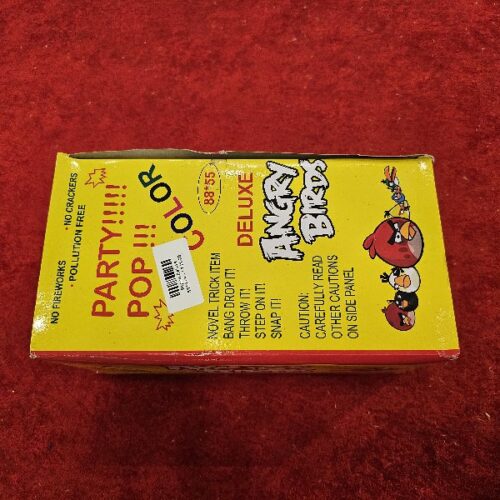 NO FIREWORKS · NO CRACKERS
· POLLUTION FREE
PARTY!!!!!
POP !!!
COLOR
88*55
NOVEL TRICK ITEM
BANG DROP IT!
THROW IT!
STEP ON IT!
SNAP IT!
DELUXE
ANGRY
BIRDS
CAUTION:
CAREFULLY READ
OTHER CAUTIONS
ON SIDE PANEL